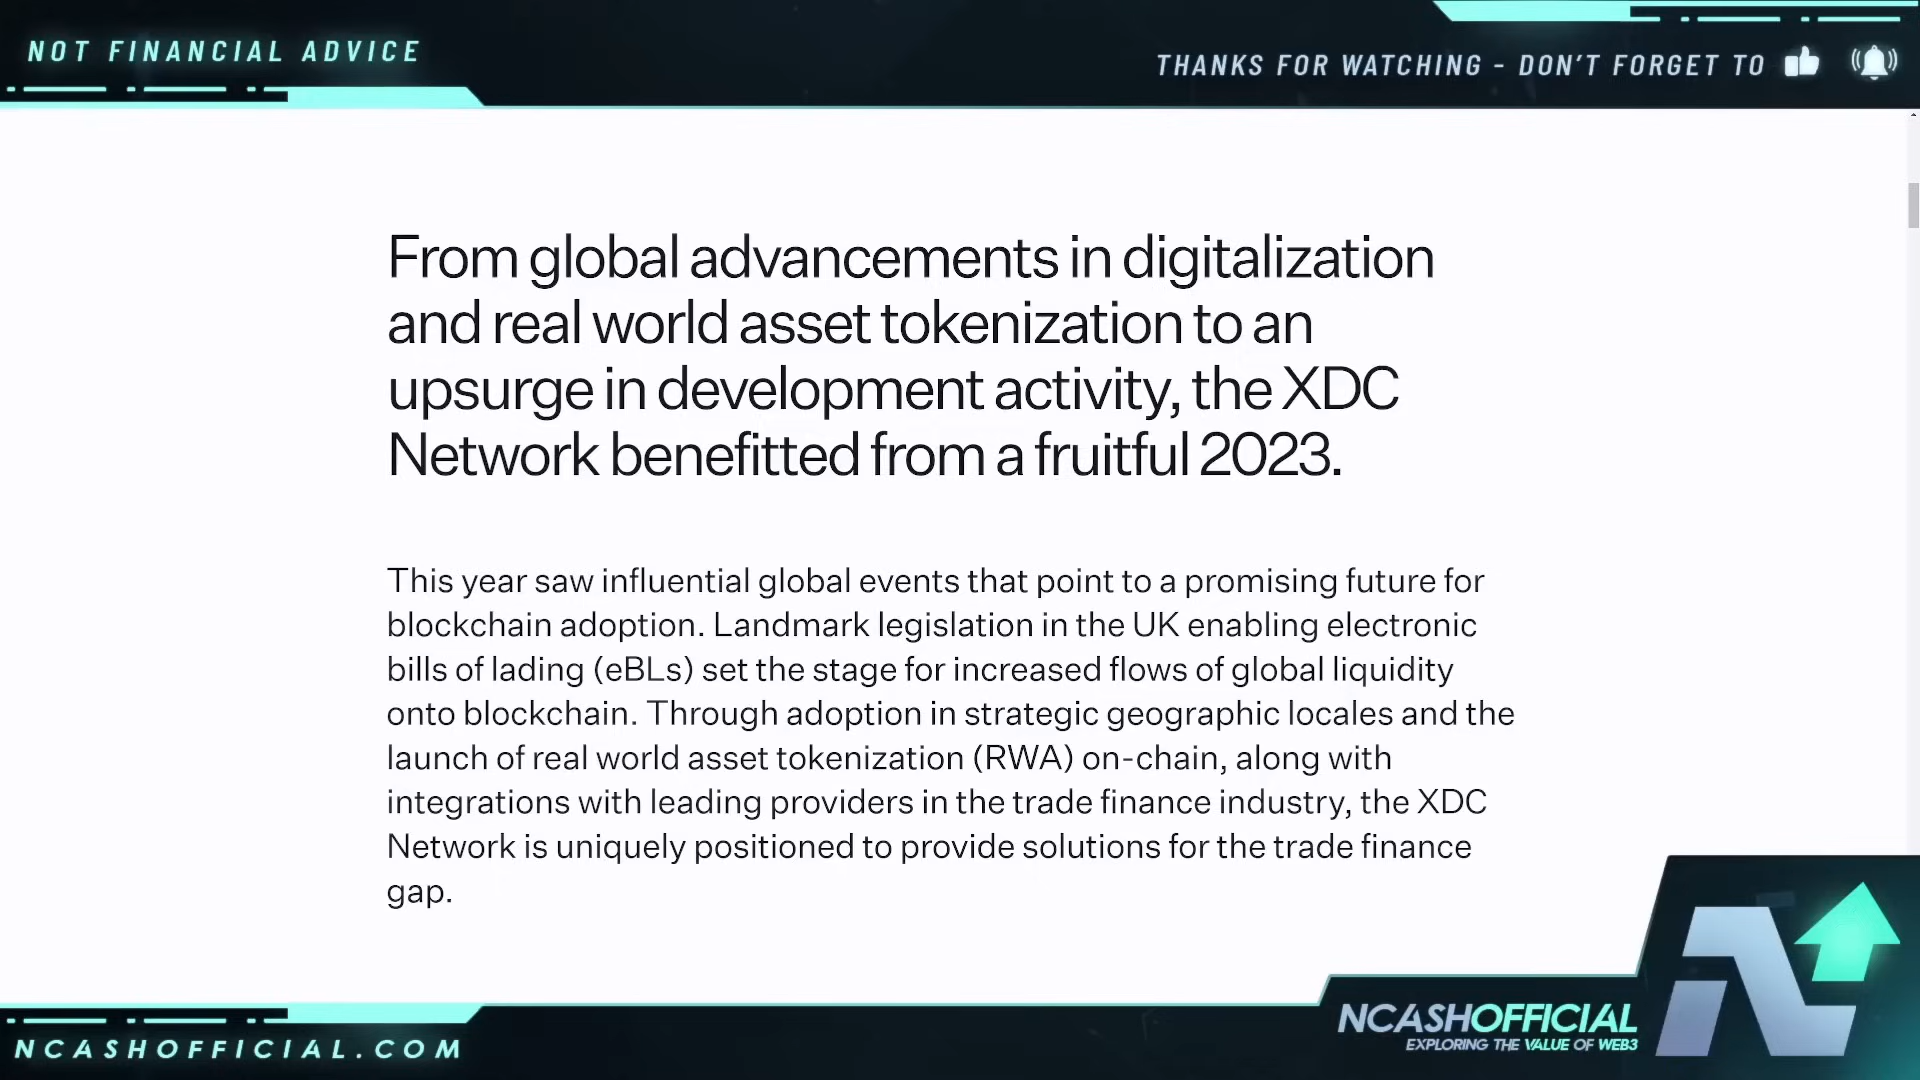 NOT FINANCIAL ADVICE
THANKS FOR WATCHING - DON'T FORGET TO
From global advancements in digitalization
and real world asset tokenization to an
upsurge in development activity, the XDC
Network benefitted from a fruitful 2023.
This year saw influential global events that point to a promising future for
blockchain adoption. Landmark legislation in the UK enabling electronic
bills of lading (eBLs) set the stage for increased flows of global liquidity
onto blockchain. Through adoption in strategic geographic locales and the
launch of real world asset tokenization (RWA) on-chain, along with
integrations with leading providers in the trade finance industry, the XDC
Network is uniquely positioned to provide solutions for the trade finance
gap.
NCASHOFFICIAL
EXPLORING THE VALUE OF WEB3
NCASHOFFICIAL.COM